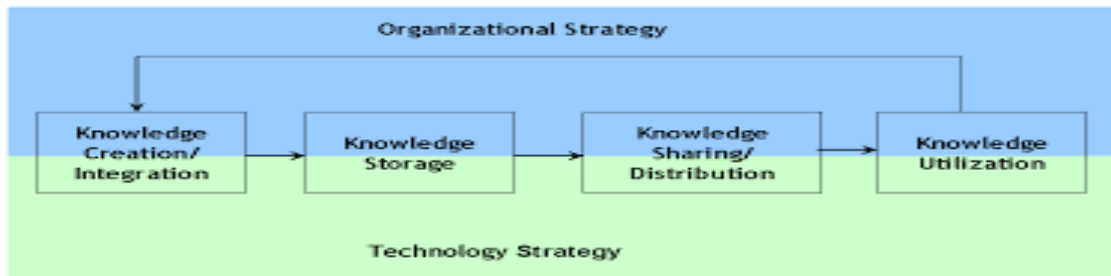 Organizational Strategy
Knowledge
Creation/
Integration
Knowledge
Storage
Knowledge
Sharing/
Distribution
Knowledge
Utilization
Technology Strategy